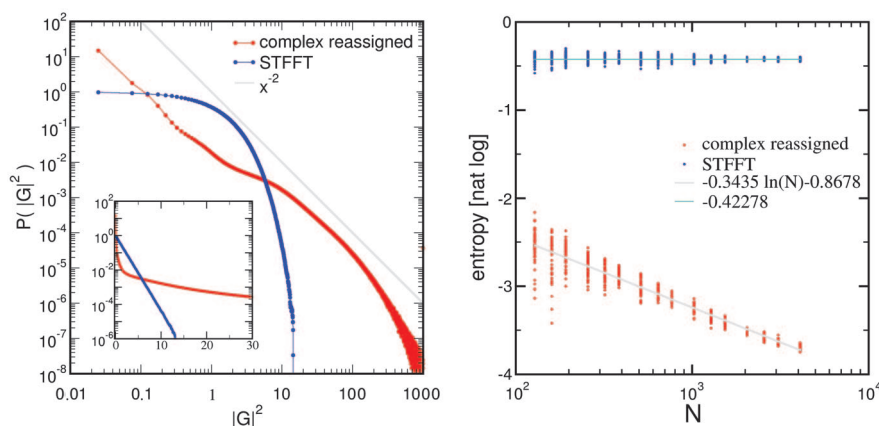 10^2
10^1
10^0
10^-1
10^-2
10^-3
10^-4
10^-5
10^-6
10^-7
10^-8
P( |G|^2 )
complex reassigned
STFFT
x^-2
10^2
10^0
10^-2
10^-4
10^-6
0 10 20 30
0.01 0.1 1 10 100 1000
|G|^2
0
-1
-2
-3
-4
entropy [nat log]
complex reassigned
STFFT
-0.3435 ln(N)-0.8678
-0.42278
10^2 10^3 10^4
N